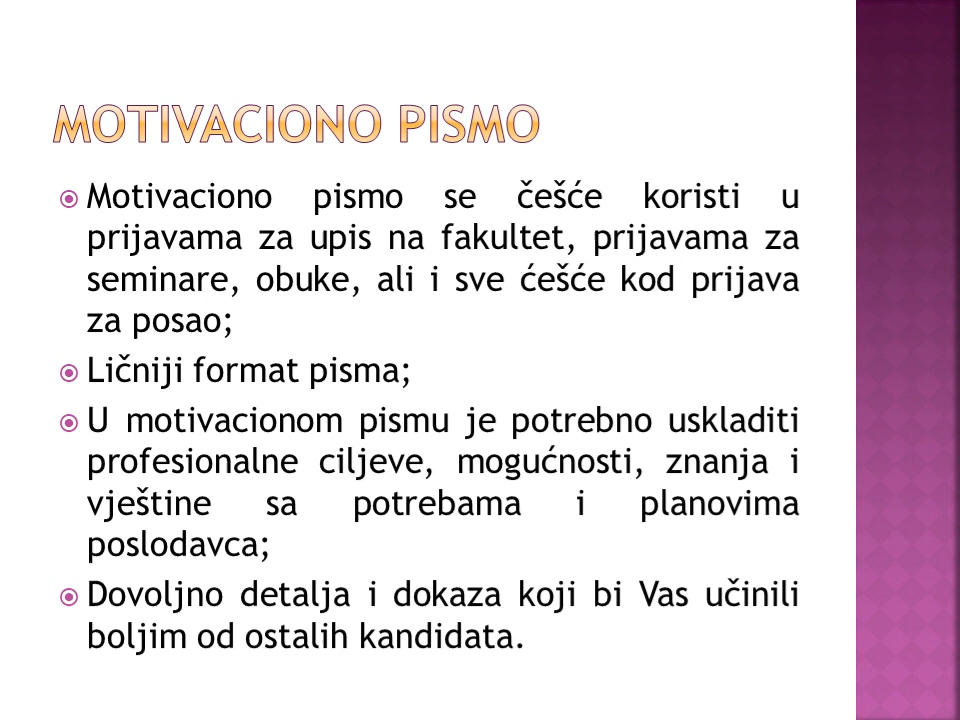 MOTIVACIONO PISMO
Motivaciono pismo se češće koristi u
prijavama za upis na fakultet, prijavama za
seminare, obuke, ali i sve ćešće kod prijava
za posao;
Ličniji format pisma;
U motivacionom pismu je potrebno uskladiti
profesionalne ciljeve, mogućnosti, znanja i
vještine sa potrebama i planovima
poslodavca;
Dovoljno detalja i dokaza koji bi Vas učinili
boljim od ostalih kandidata.